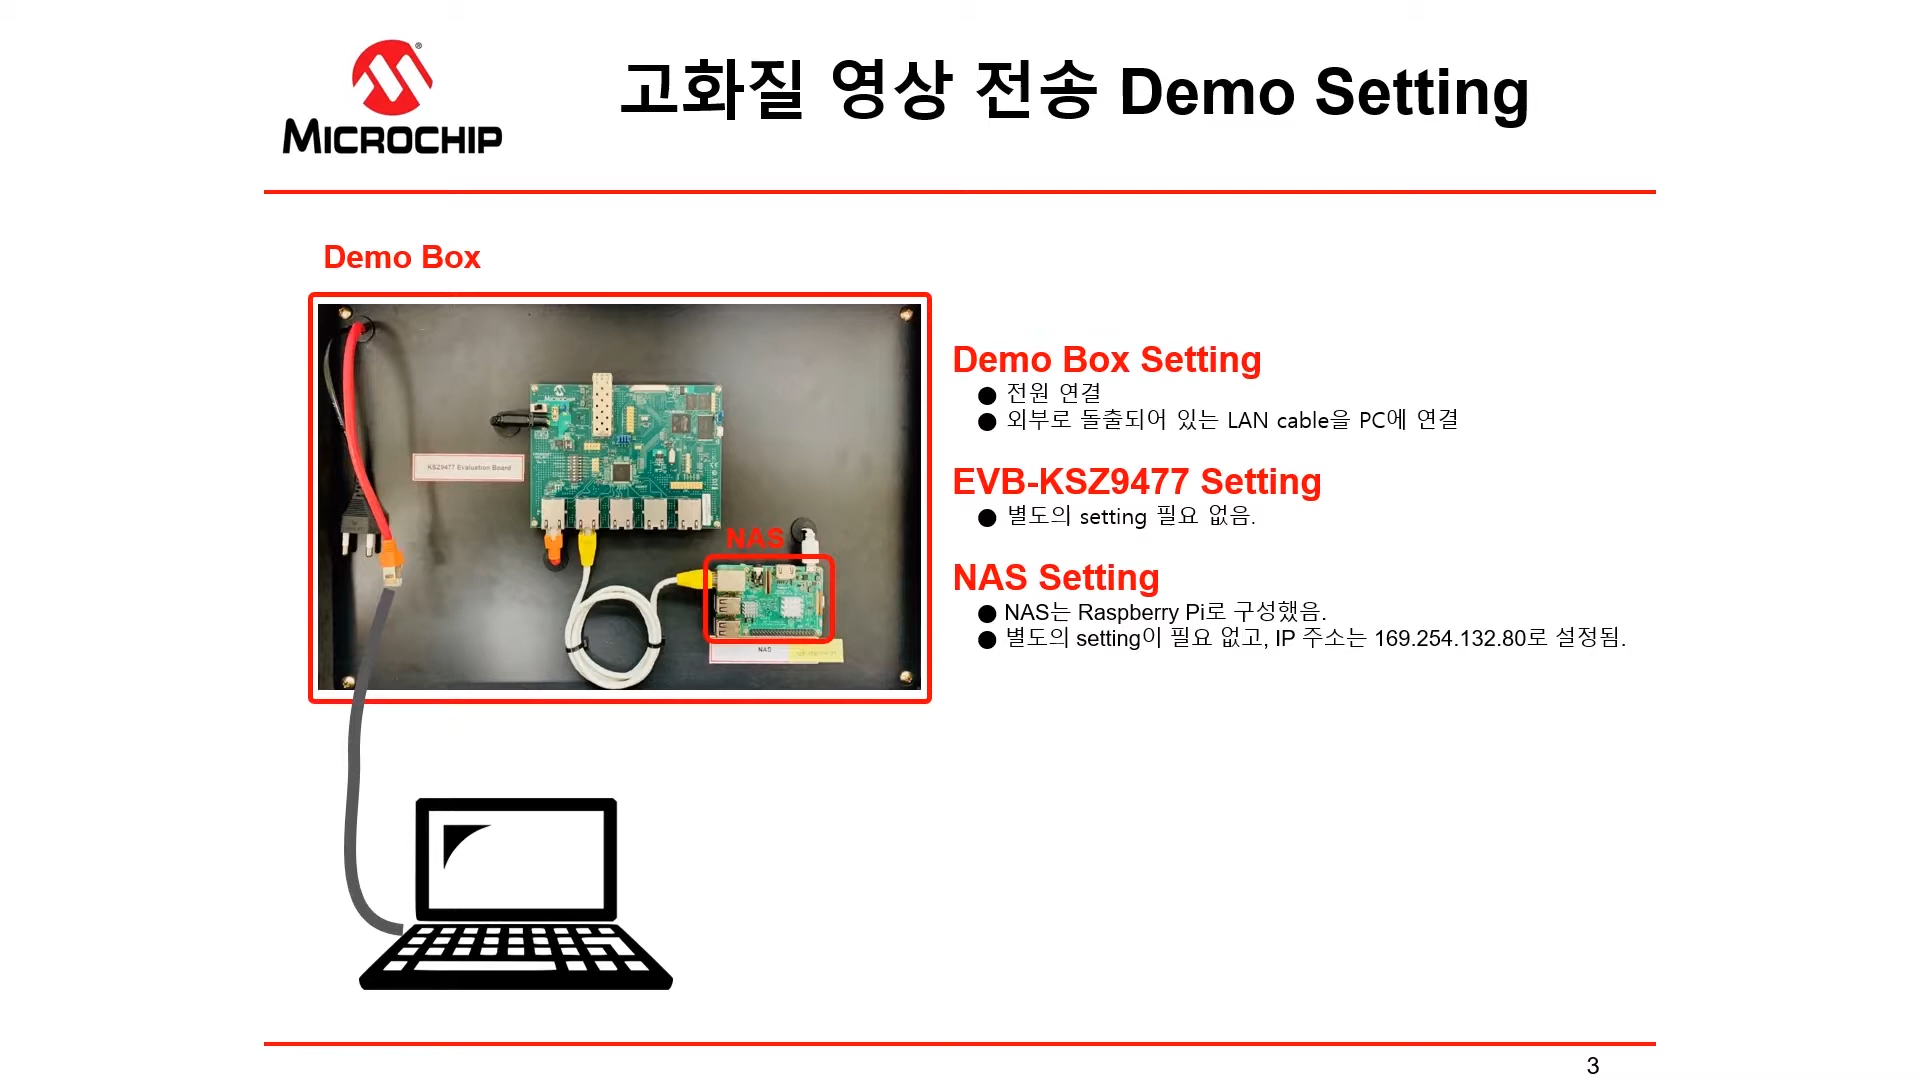 MICROCHIP
고화질 영상 전송 Demo Setting
Demo Box
KSZ9477 Evaluation Board
NAS
NAS
Demo Box Setting
● 전원 연결
● 외부로 돌출되어 있는 LAN cable을 PC에 연결
EVB-KSZ9477 Setting
● 별도의 setting 필요 없음.
NAS Setting
● NAS는 Raspberry Pi로 구성했음.
● 별도의 setting이 필요 없고, IP 주소는 169.254.132.80로 설정됨.
3